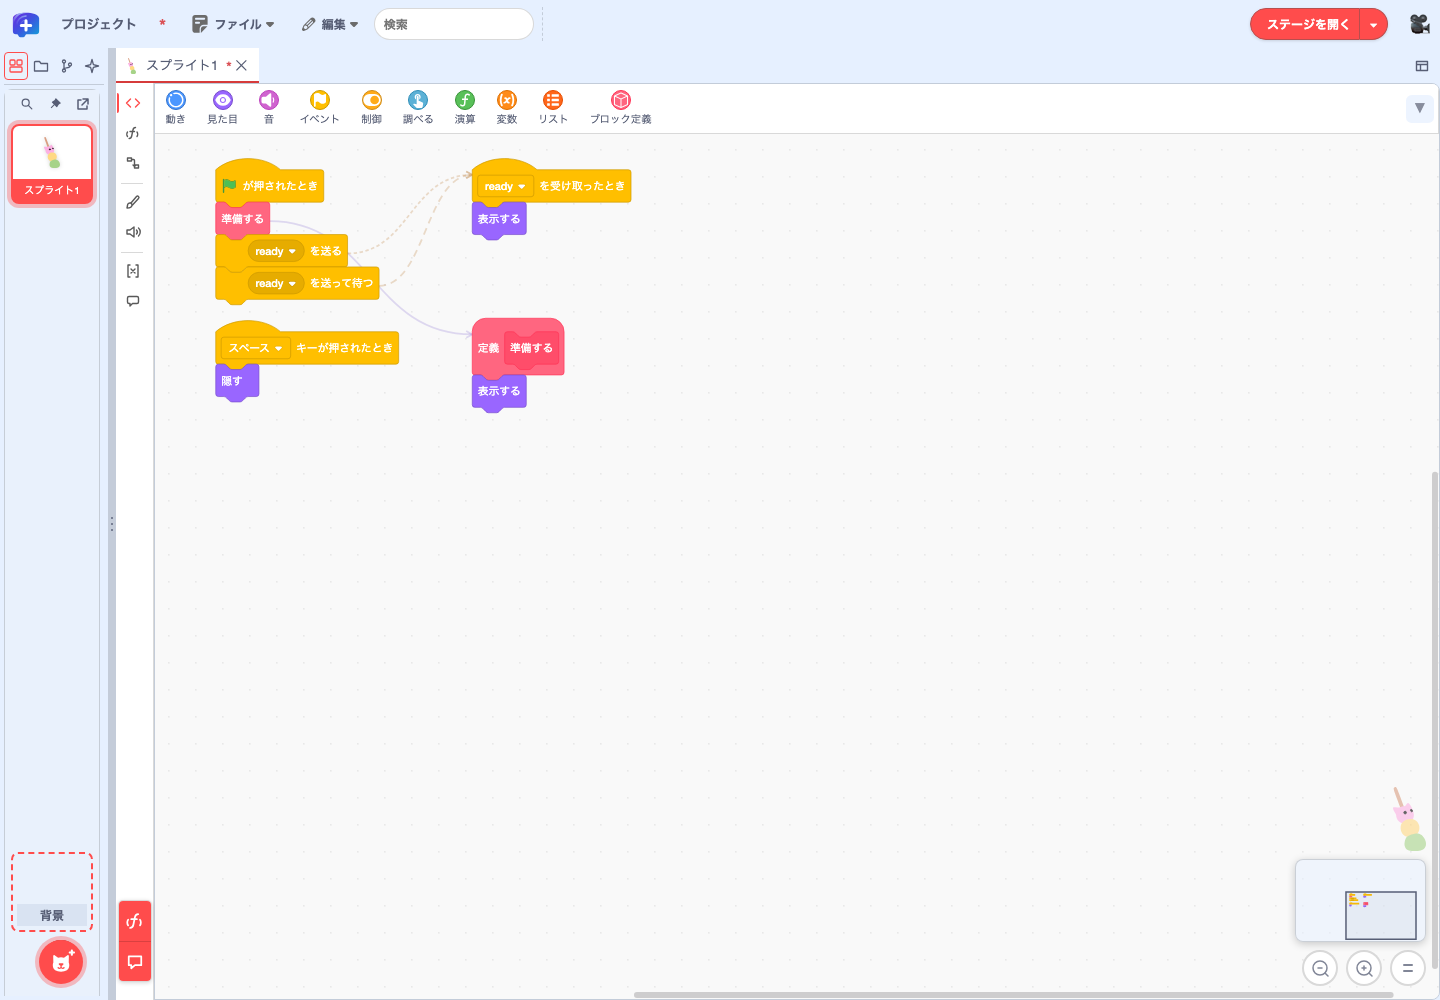 プロジェクト
*
ファイル
編集
検索
ステージを開く
スプライト1 *
動き
見た目
音
イベント
制御
調べる
演算
変数
リスト
ブロック定義
スプライト1
が押されたとき
準備する
ready を送る
ready を送って待つ
ready を受け取ったとき
表示する
スペース キーが押されたとき
隠す
定義 準備する
表示する
背景